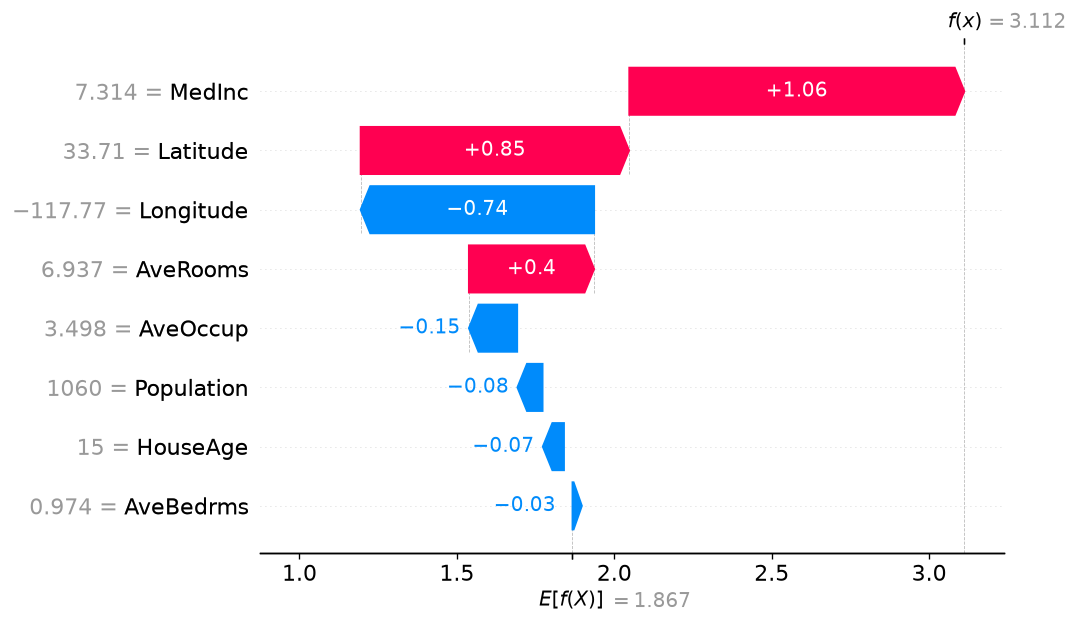 f(x) = 3.112
7.314 = MedInc +1.06
33.71 = Latitude +0.85
−117.77 = Longitude −0.74
6.937 = AveRooms +0.4
3.498 = AveOccup −0.15
1060 = Population −0.08
15 = HouseAge −0.07
0.974 = AveBedrms −0.03
1.0 1.5 2.0 2.5 3.0
E[f(X)] = 1.867